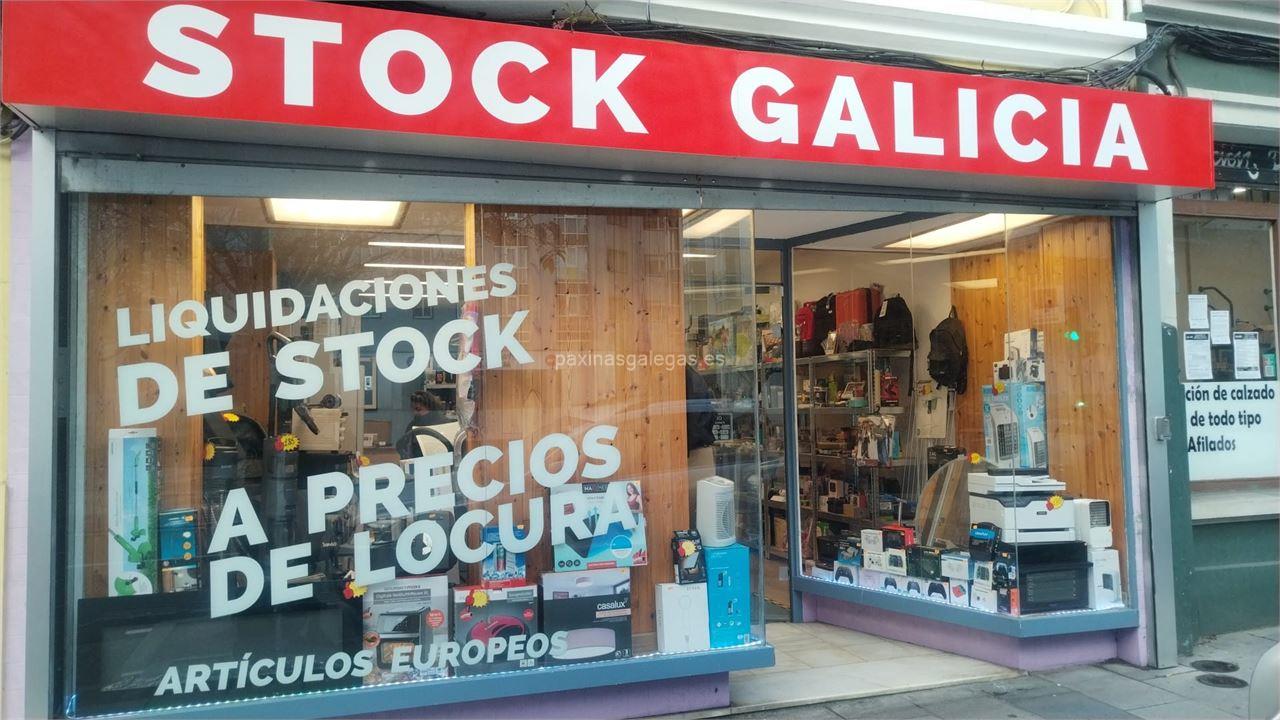 STOCK GALICIA
LIQUIDACIONES
DE STOCK
A PRECIOS
DE LOCURA
ARTÍCULOS EUROPEOS
paxinasgalegas.es
casalux
ción de calzado
de todo tipo
Afilados